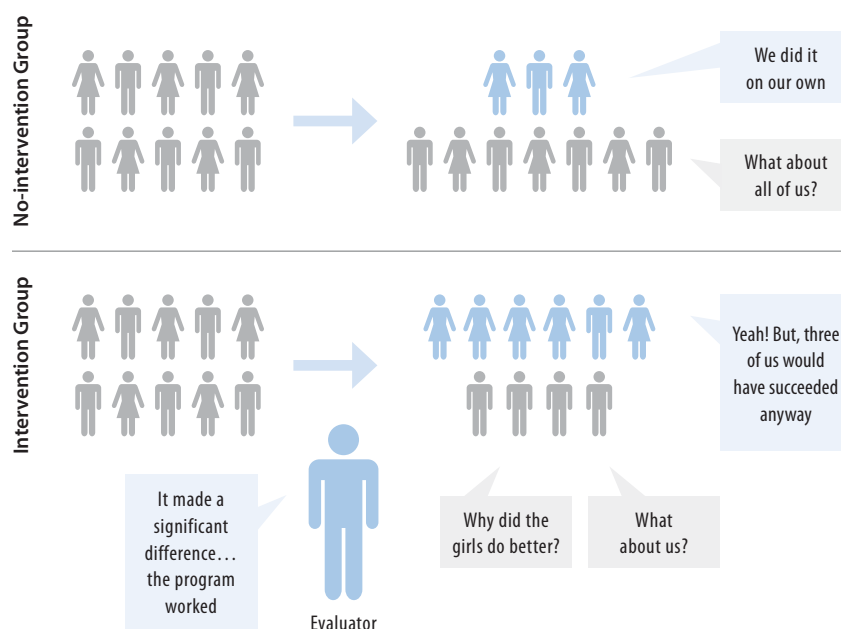 No-intervention Group
We did it
on our own
What about
all of us?
Intervention Group
Yeah! But, three
of us would
have succeeded
anyway
It made a
significant
difference…
the program
worked
Why did the
girls do better?
What
about us?
Evaluator